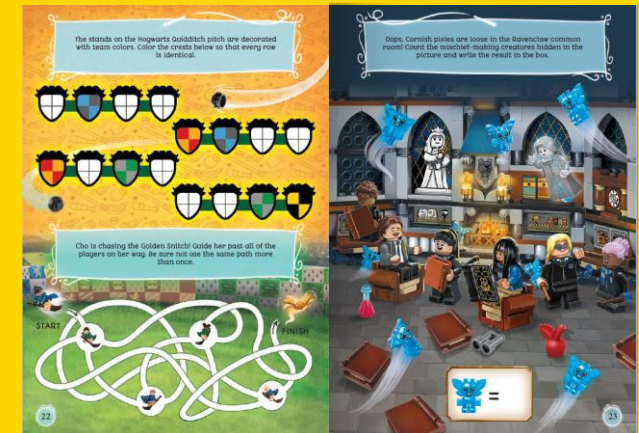 The stands on the Hogwarts Quidditch pitch are decorated
with team colors. Color the crests below so that every row
is identical.
Cho is chasing the Golden Snitch! Guide her past all of the
players on her way. Be sure not use the same path more
than once.
START
FINISH
22
Oops, Cornish pixies are loose in the Ravenclaw common
room! Count the mischief-making creatures hidden in the
picture and write the result in the box.
=
23